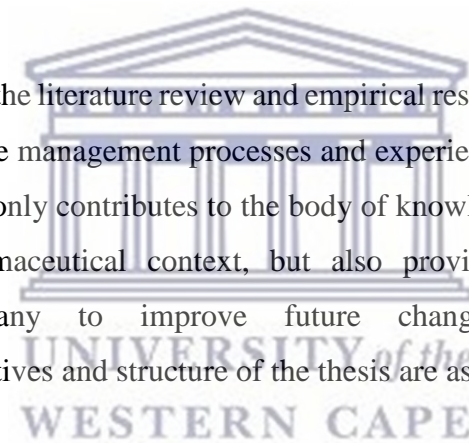 the literature review and empirical res
e management processes and experie
only contributes to the body of knowl
maceutical context, but also provi
any to improve future chang
UNIVERSITY of the
tives and structure of the thesis are as
WESTERN CAPE